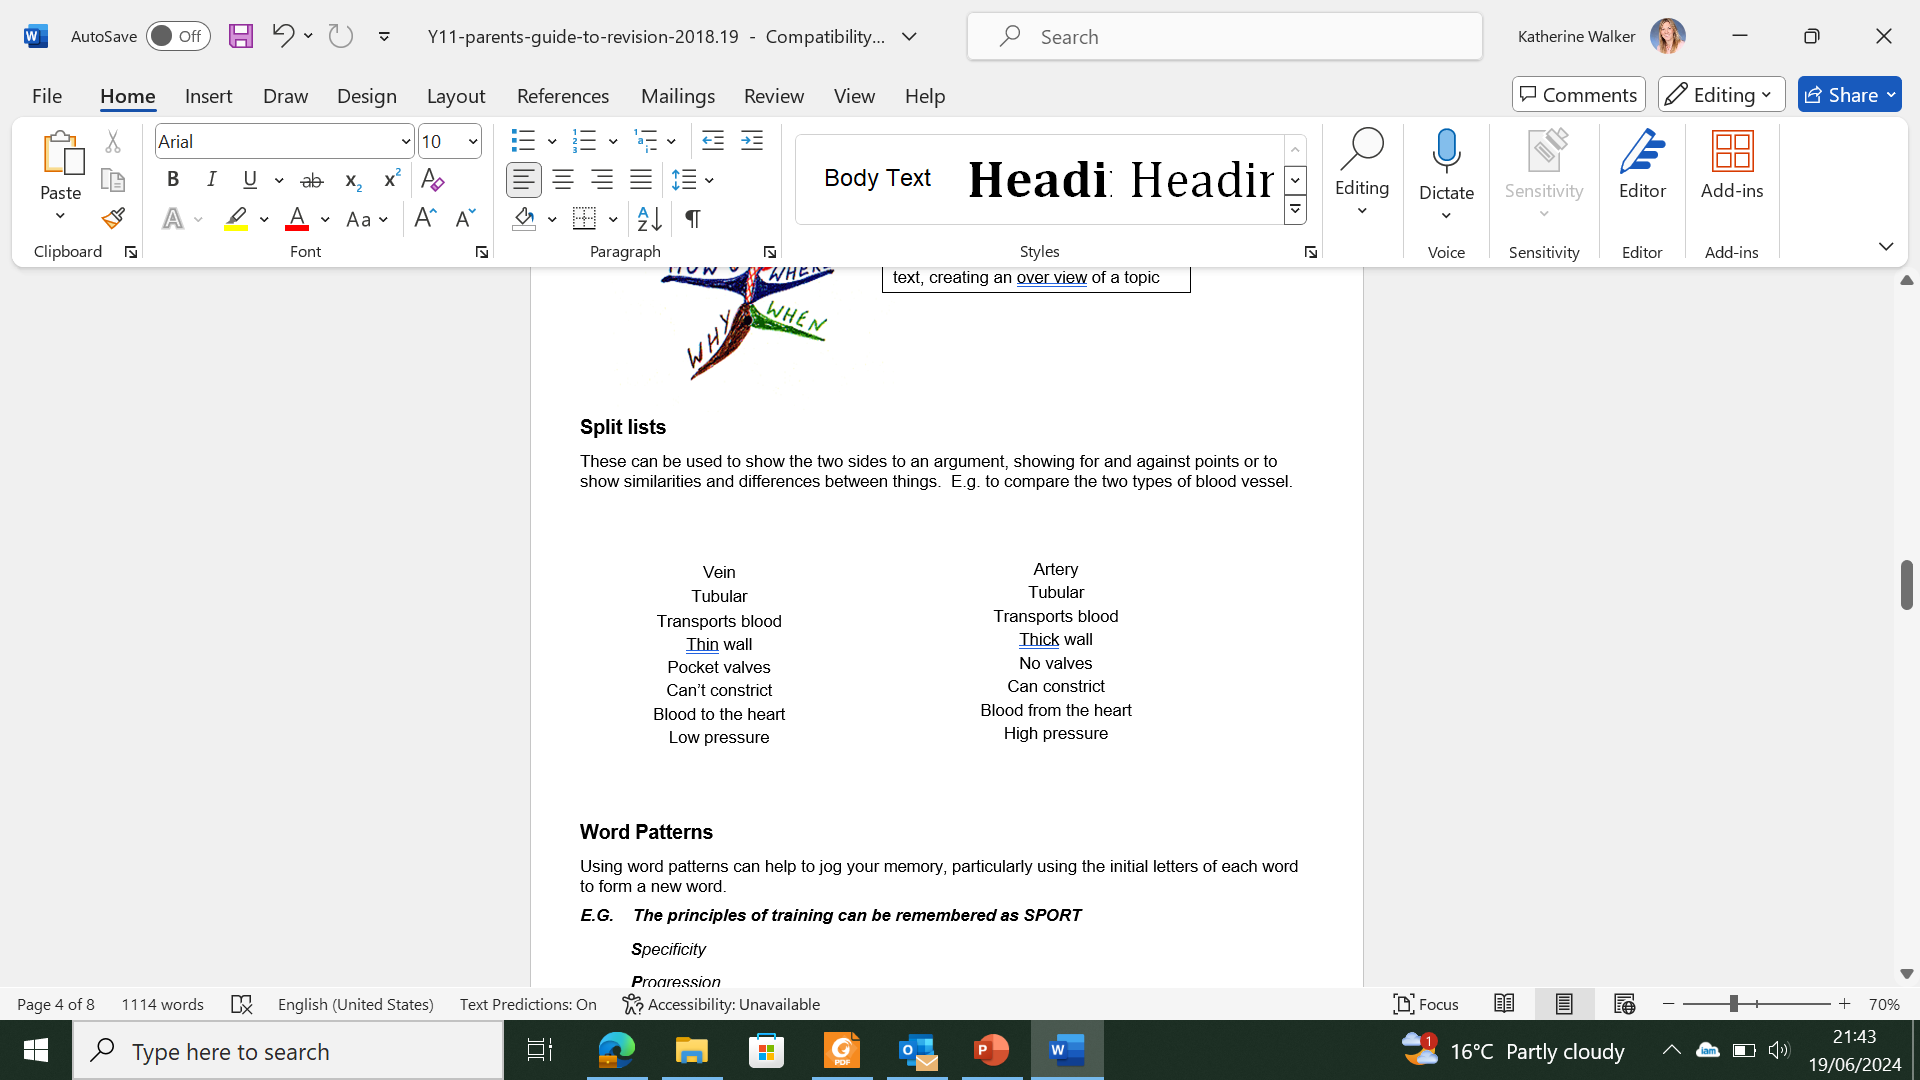 AutoSave Off Y11-parents-guide-to-revision-2018.19 - Compatibility... Search Katherine Walker
File Home Insert Draw Design Layout References Mailings Review View Help Comments Editing Share
Paste
Clipboard
Arial 10
B I U ab x2 x2 A
A A Aa A A
Font
Paragraph
Body Text Headi Headir
Styles
Editing
Dictate
Voice
Sensitivity
Sensitivity
Editor
Editor
Add-ins
Add-ins
WHERE
WHEN
WHY
text, creating an over view of a topic
Split lists
These can be used to show the two sides to an argument, showing for and against points or to
show similarities and differences between things. E.g. to compare the two types of blood vessel.
Vein
Tubular
Transports blood
Thin wall
Pocket valves
Can't constrict
Blood to the heart
Low pressure
Artery
Tubular
Transports blood
Thick wall
No valves
Can constrict
Blood from the heart
High pressure
Word Patterns
Using word patterns can help to jog your memory, particularly using the initial letters of each word
to form a new word.
E.G. The principles of training can be remembered as SPORT
Specificity
Progression
Page 4 of 8 1114 words English (United States) Text Predictions: On Accessibility: Unavailable Focus 70%
Type here to search PDF 1 16°C Partly cloudy 21:43
19/06/2024